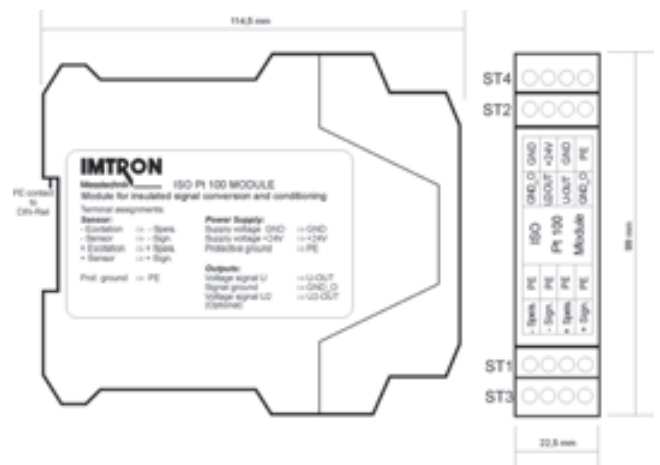 114,5 mm
IMTRON
Messtechnik
ISO Pt 100 MODULE
Module for insulated signal conversion and conditioning
Terminal assignments:
Sensor:
- Excitation ⇒ - Speis.
- Sensor ⇒ - Sign.
+ Excitation ⇒ + Speis.
+ Sensor ⇒ + Sign.
Prot. ground ⇒ PE
Power Supply:
Supply voltage GND ⇒ GND
Supply voltage +24V ⇒ +24V
Protective ground ⇒ PE
Outputs:
Voltage signal U ⇒ U-OUT
Signal ground ⇒ GND_O
Voltage signal U2 ⇒ U2-OUT
(Optional)
PE contact
to
DIN-Rail
ST4
ST2
GND_O GND
U2-OUT +24V
U-OUT GND
GND_O PE
ISO
Pt 100
Module
- Speis. PE
- Sign. PE
+ Speis. PE
+ Sign. PE
ST1
ST3
99 mm
22,5 mm